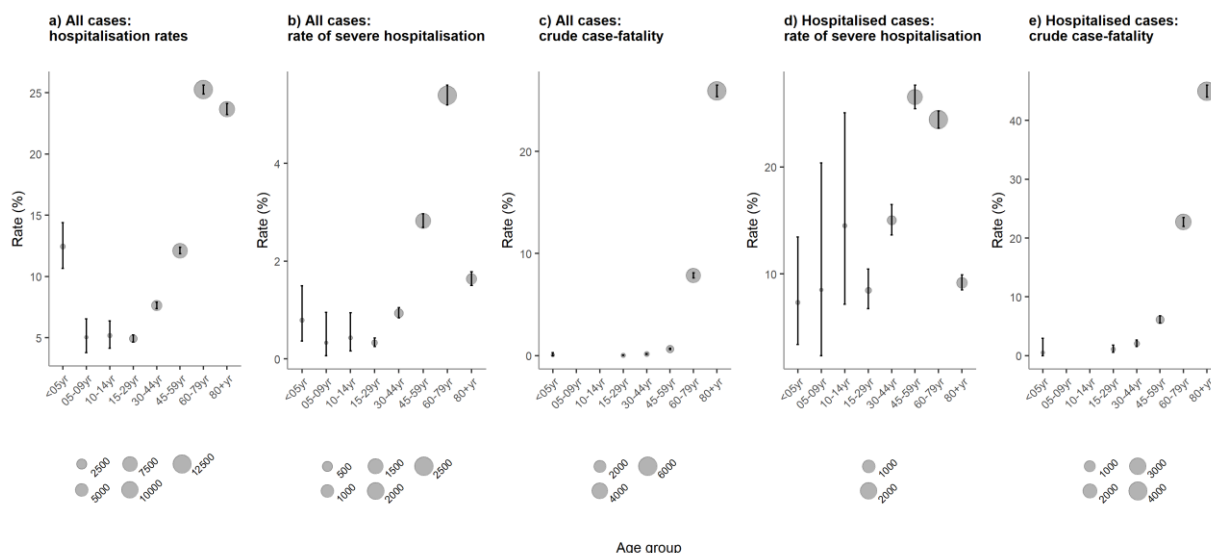 a) All cases:
hospitalisation rates
b) All cases:
rate of severe hospitalisation
c) All cases:
crude case-fatality
d) Hospitalised cases:
rate of severe hospitalisation
e) Hospitalised cases:
crude case-fatality
Rate (%)
25
20
15
10
5
<05yr
05-09yr
10-14yr
15-29yr
30-44yr
45-59yr
60-79yr
80+yr
Rate (%)
4
2
0
<05yr
05-09yr
10-14yr
15-29yr
30-44yr
45-59yr
60-79yr
80+yr
Rate (%)
20
10
0
<05yr
05-09yr
10-14yr
15-29yr
30-44yr
45-59yr
60-79yr
80+yr
Rate (%)
20
10
<05yr
05-09yr
10-14yr
15-29yr
30-44yr
45-59yr
60-79yr
80+yr
Rate (%)
40
30
20
10
0
<05yr
05-09yr
10-14yr
15-29yr
30-44yr
45-59yr
60-79yr
80+yr
2500
7500
12500
5000
10000
500
1500
2500
1000
2000
2000
6000
4000
1000
2000
1000
3000
2000
4000
Age group